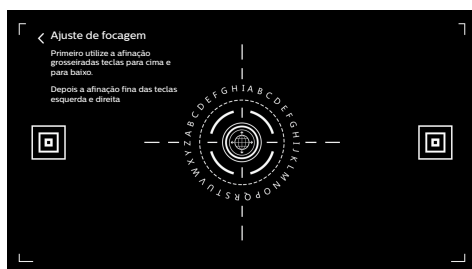 Ajuste de focagem
Primeiro utilize a afinação
grosseiradas teclas para cima e
para baixo.
Depois a afinação fina das teclas
esquerda e direita
ABCDEFGHIABCDEFGHIJKLMNOPQRSTUVWXYZ